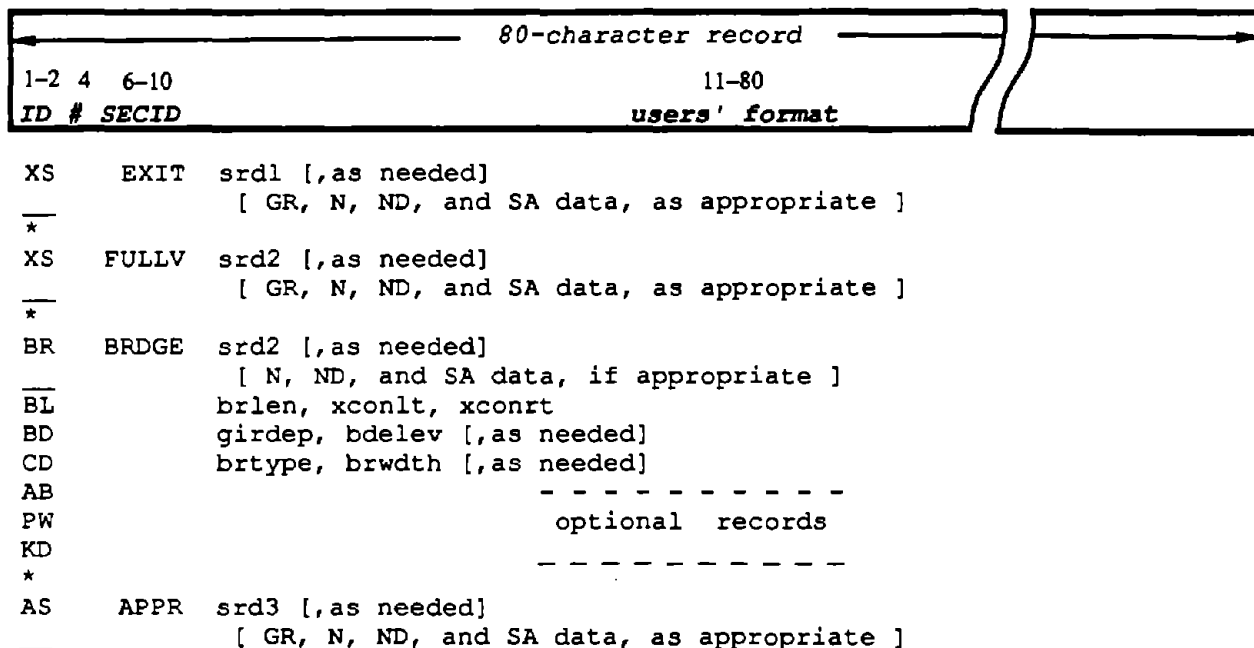 80-character record
1-2 4 6-10 11-80
ID # SECID users' format
XS EXIT srd1 [,as needed]
[ GR, N, ND, and SA data, as appropriate ]
__
*
XS FULLV srd2 [,as needed]
[ GR, N, ND, and SA data, as appropriate ]
__
*
BR BRDGE srd2 [,as needed]
[ N, ND, and SA data, if appropriate ]
__
BL brlen, xconlt, xconrt
BD girdep, bdelev [,as needed]
CD brtype, brwdth [,as needed]
AB - - - - - - - - - -
PW optional records
KD
- - - - - - - - - -
*
AS APPR srd3 [,as needed]
[ GR, N, ND, and SA data, as appropriate ]
__